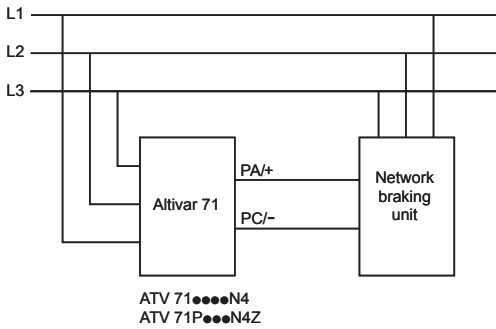 L1
L2
L3
PA/+
Altivar 71
PC/−
Network
braking
unit
ATV 71●●●●N4
ATV 71P●●●N4Z